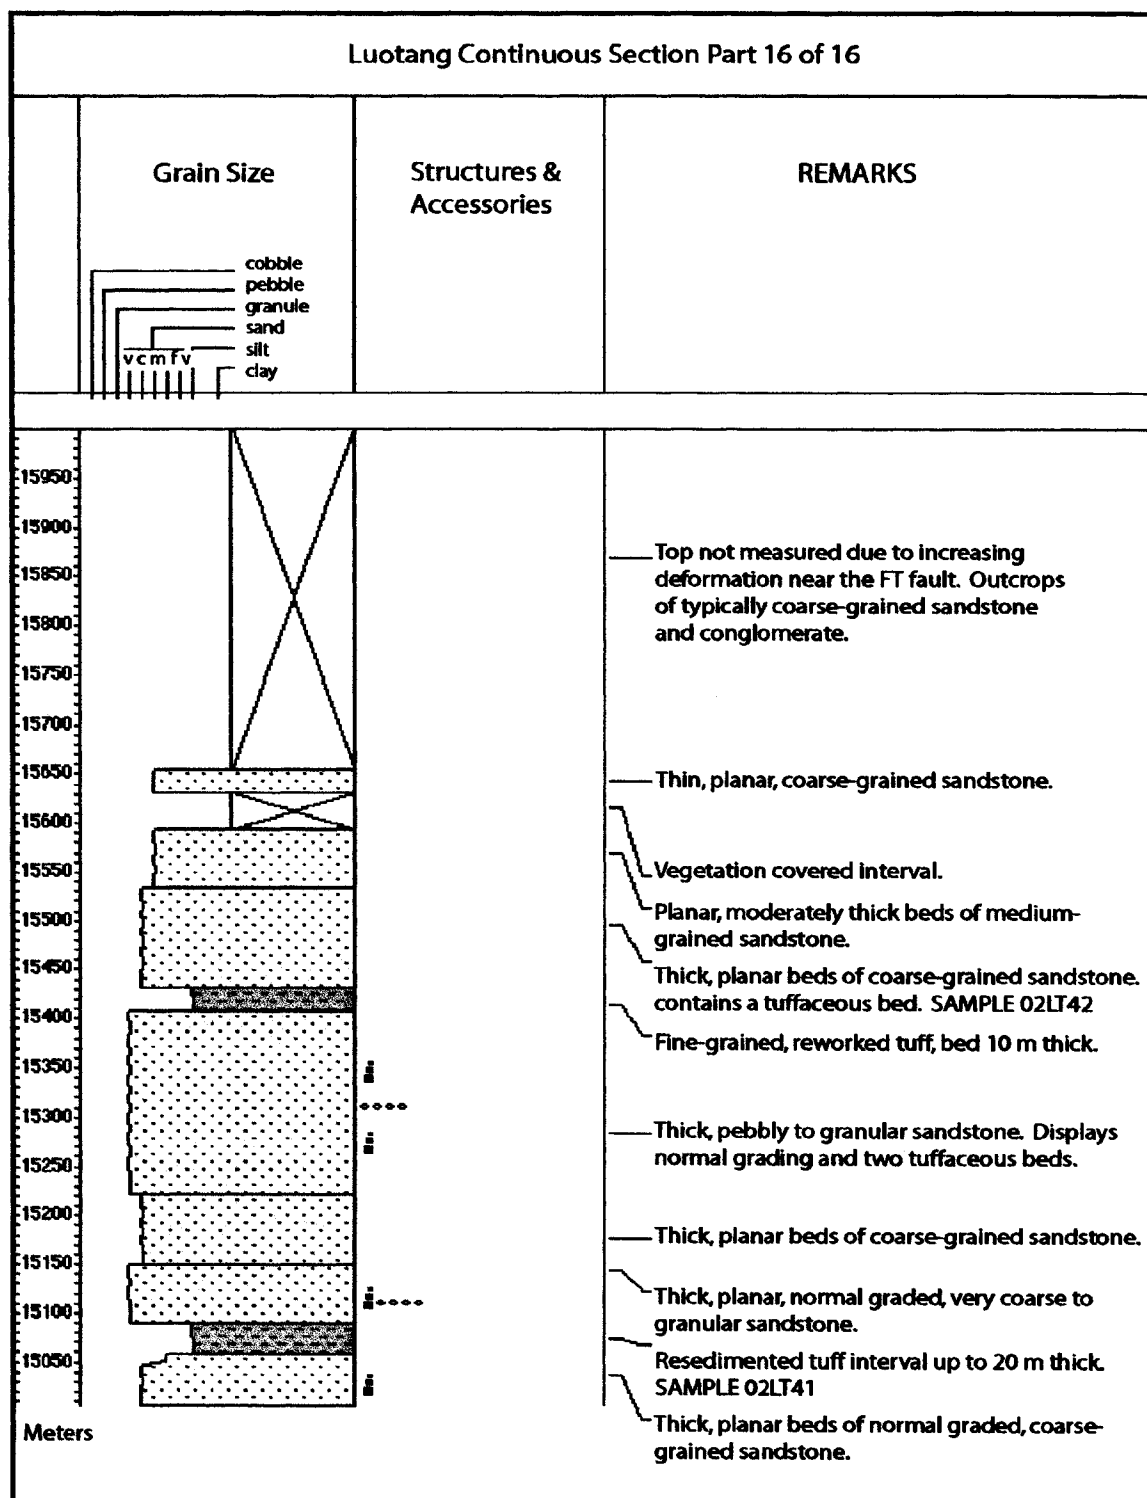 Luotang Continuous Section Part 16 of 16
Grain Size
Structures &
Accessories
REMARKS
cobble
pebble
granule
sand
silt
v c m f v
clay
15950
15900
15850
15800
15750
15700
15650
15600
15550
15500
15450
15400
15350
15300
15250
15200
15150
15100
15050
Meters
Top not measured due to increasing
deformation near the FT fault. Outcrops
of typically coarse-grained sandstone
and conglomerate.
Thin, planar, coarse-grained sandstone.
Vegetation covered interval.
Planar, moderately thick beds of medium-
grained sandstone.
Thick, planar beds of coarse-grained sandstone.
contains a tuffaceous bed. SAMPLE 02LT42
Fine-grained, reworked tuff, bed 10 m thick.
Thick, pebbly to granular sandstone. Displays
normal grading and two tuffaceous beds.
Thick, planar beds of coarse-grained sandstone.
Thick, planar, normal graded, very coarse to
granular sandstone.
Resedimented tuff interval up to 20 m thick.
SAMPLE 02LT41
Thick, planar beds of normal graded, coarse-
grained sandstone.